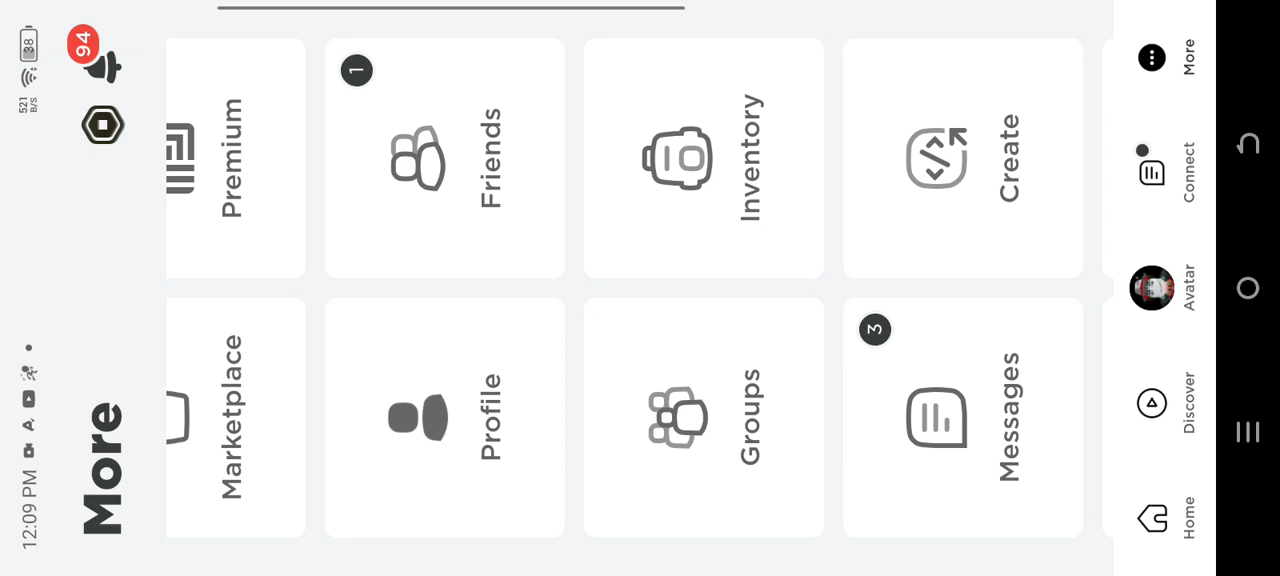 12:09 PM
521
B/S
38
More
94
Marketplace
Premium
Profile
1
Friends
Groups
Inventory
3
Messages
Create
Home
Discover
Avatar
Connect
More